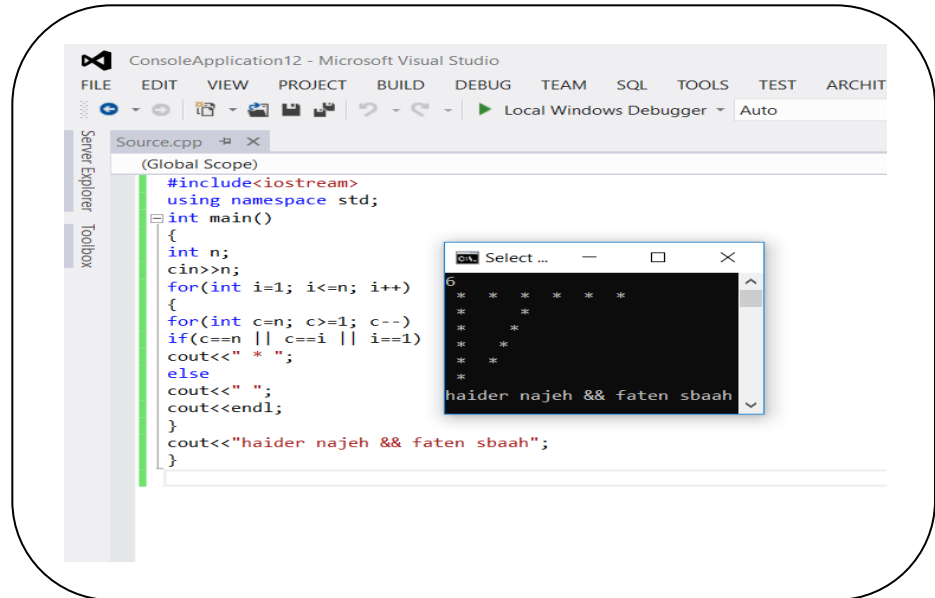 ConsoleApplication12 - Microsoft Visual Studio
FILE EDIT VIEW PROJECT BUILD DEBUG TEAM SQL TOOLS TEST ARCHIT
Local Windows Debugger Auto
Server Explorer
Toolbox
Source.cpp
(Global Scope)
#include<iostream>
using namespace std;
int main()
{
int n;
cin>>n;
for(int i=1; i<=n; i++)
{
for(int c=n; c>=1; c--)
if(c==n || c==i || i==1)
cout<<" * ";
else
cout<<" ";
cout<<endl;
}
cout<<"haider najeh && faten sbaah";
}
Select ...
6
 *  *  *  *  *  *
 *      *
 *     *
 *    *
 *  *
 *
haider najeh && faten sbaah